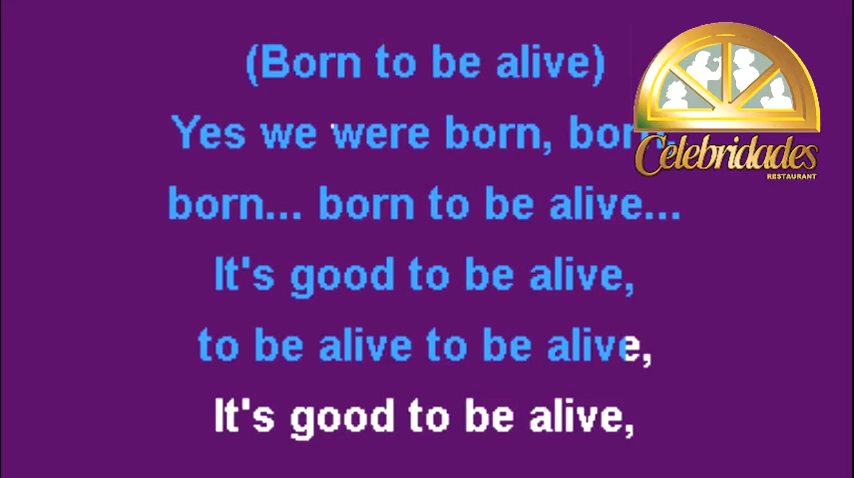 (Born to be alive)
Yes we were born, born,
born... born to be alive...
It's good to be alive,
to be alive to be alive,
It's good to be alive,
Celebridades
RESTAURANT